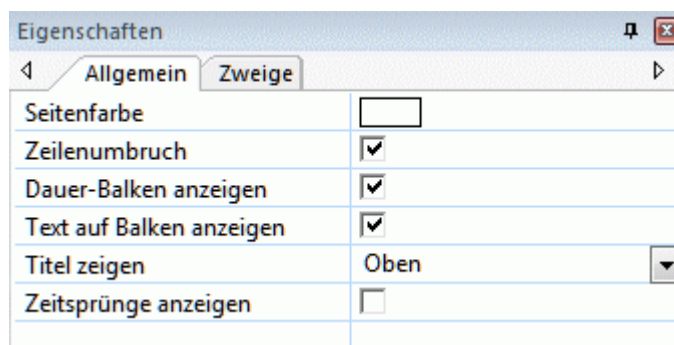 Eigenschaften
Allgemein Zweige
Seitenfarbe
Zeilenumbruch
Dauer-Balken anzeigen
Text auf Balken anzeigen
Titel zeigen Oben
Zeitsprünge anzeigen